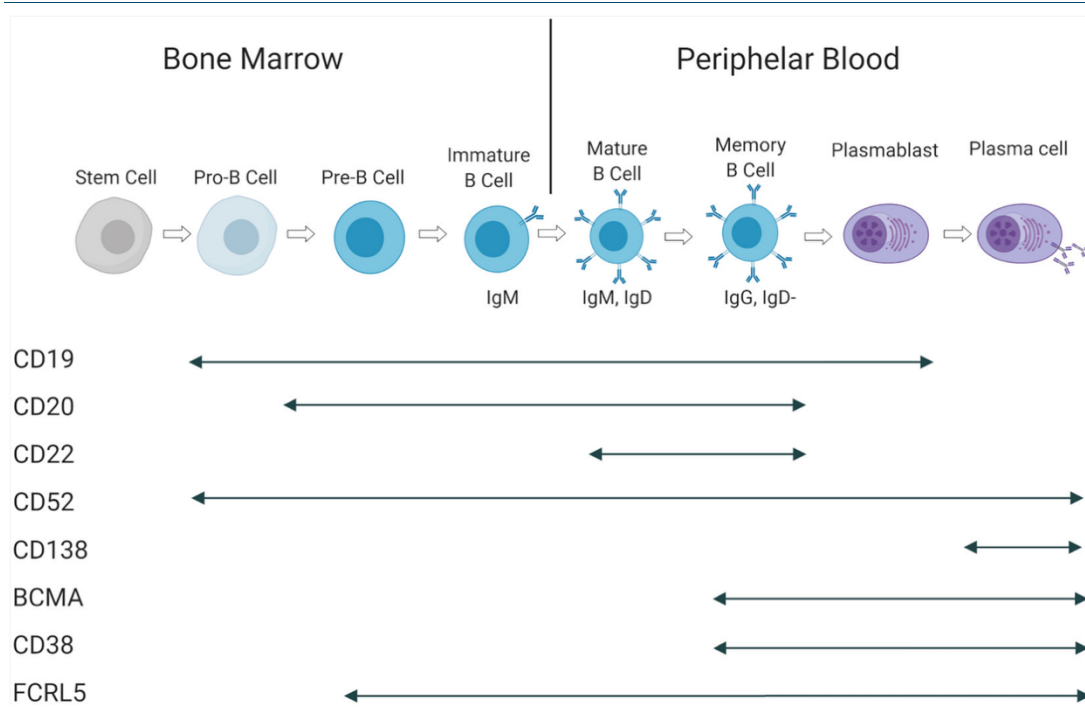 Bone Marrow
Periphelar Blood
Stem Cell
Pro-B Cell
Pre-B Cell
Immature
B Cell
Mature
B Cell
Memory
B Cell
Plasmablast
Plasma cell
IgM
IgM, IgD
IgG, IgD-
CD19
CD20
CD22
CD52
CD138
BCMA
CD38
FCRL5